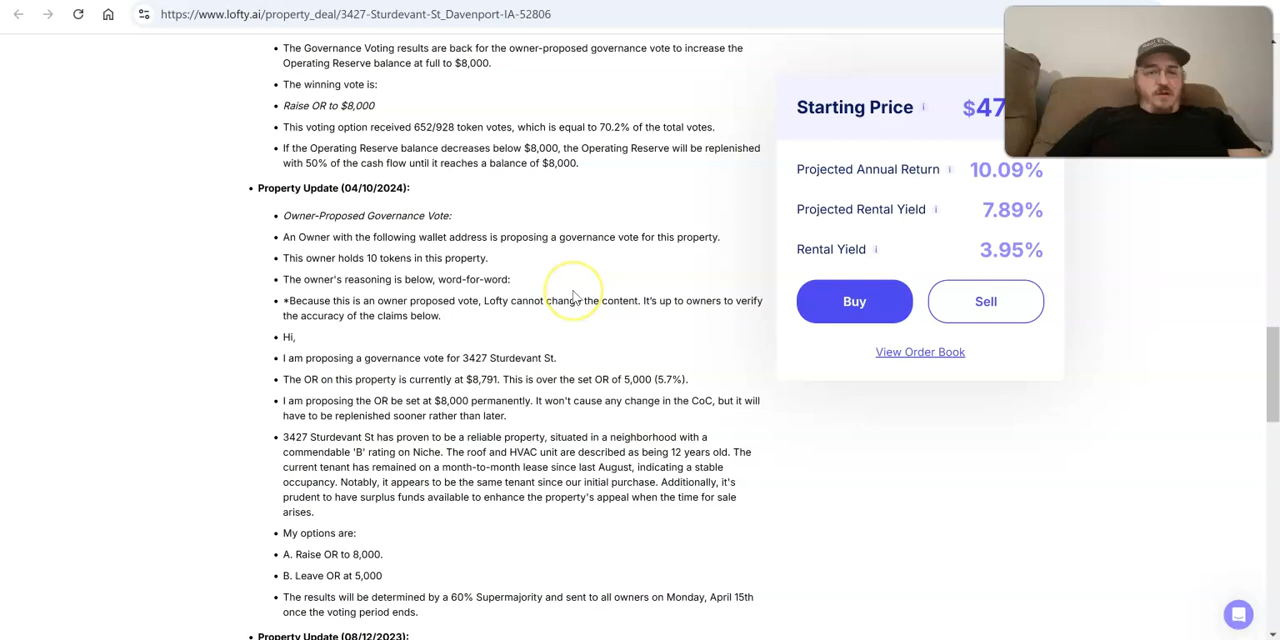 https://www.lofty.ai/property_deal/3427-Sturdevant-St_Davenport-IA-52806
• The Governance Voting results are back for the owner-proposed governance vote to increase the
Operating Reserve balance at full to $8,000.
• The winning vote is:
• Raise OR to $8,000
• This voting option received 652/928 token votes, which is equal to 70.2% of the total votes.
• If the Operating Reserve balance decreases below $8,000, the Operating Reserve will be replenished
with 50% of the cash flow until it reaches a balance of $8,000.
• Property Update (04/10/2024):
• Owner-Proposed Governance Vote:
• An Owner with the following wallet address is proposing a governance vote for this property.
• This owner holds 10 tokens in this property.
• The owner's reasoning is below, word-for-word:
• *Because this is an owner proposed vote, Lofty cannot change the content. It's up to owners to verify
the accuracy of the claims below.
• Hi,
• I am proposing a governance vote for 3427 Sturdevant St.
• The OR on this property is currently at $8,791. This is over the set OR of 5,000 (5.7%).
• I am proposing the OR be set at $8,000 permanently. It won't cause any change in the CoC, but it will
have to be replenished sooner rather than later.
• 3427 Sturdevant St has proven to be a reliable property, situated in a neighborhood with a
commendable 'B' rating on Niche. The roof and HVAC unit are described as being 12 years old. The
current tenant has remained on a month-to-month lease since last August, indicating a stable
occupancy. Notably, it appears to be the same tenant since our initial purchase. Additionally, it's
prudent to have surplus funds available to enhance the property's appeal when the time for sale
arises.
• My options are:
• A. Raise OR to 8,000.
• B. Leave OR at 5,000
• The results will be determined by a 60% Supermajority and sent to all owners on Monday, April 15th
once the voting period ends.
• Property Update (08/12/2023):
Starting Price i $47
Projected Annual Return i 10.09%
Projected Rental Yield i 7.89%
Rental Yield i 3.95%
Buy Sell
View Order Book